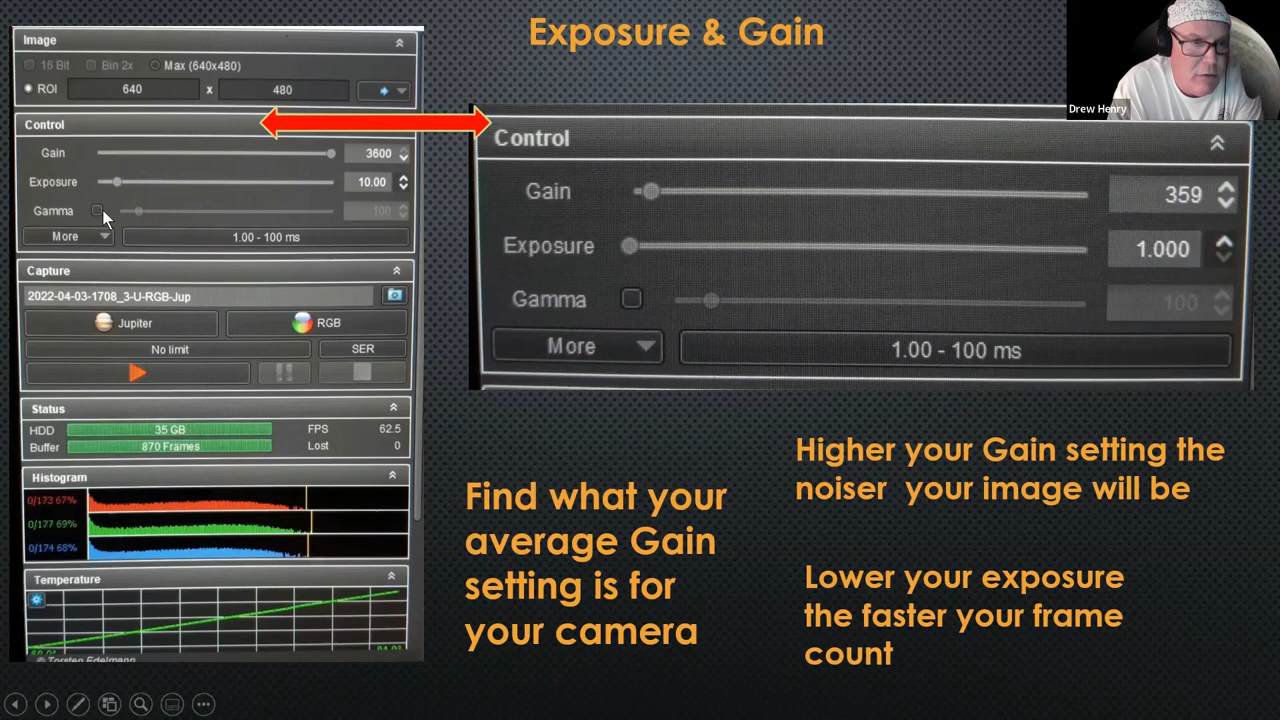 Exposure & Gain
Drew Henry
Image
16 Bit
Bin 2x
Max (640x480)
ROI
640 x 480
Control
Gain 3600
Exposure 10.00
Gamma 100
More 1.00 - 100 ms
Capture
2022-04-03-1708_3-U-RGB-Jup
Jupiter RGB
No limit SER
Status
HDD 35 GB FPS 62.5
Buffer 870 Frames Lost 0
Histogram
0/173 67%
0/177 69%
0/174 68%
Temperature
© Torsten Edelmann
Control
Gain 359
Exposure 1.000
Gamma 100
More 1.00 - 100 ms
Find what your
average Gain
setting is for
your camera
Higher your Gain setting the
noiser your image will be
Lower your exposure
the faster your frame
count